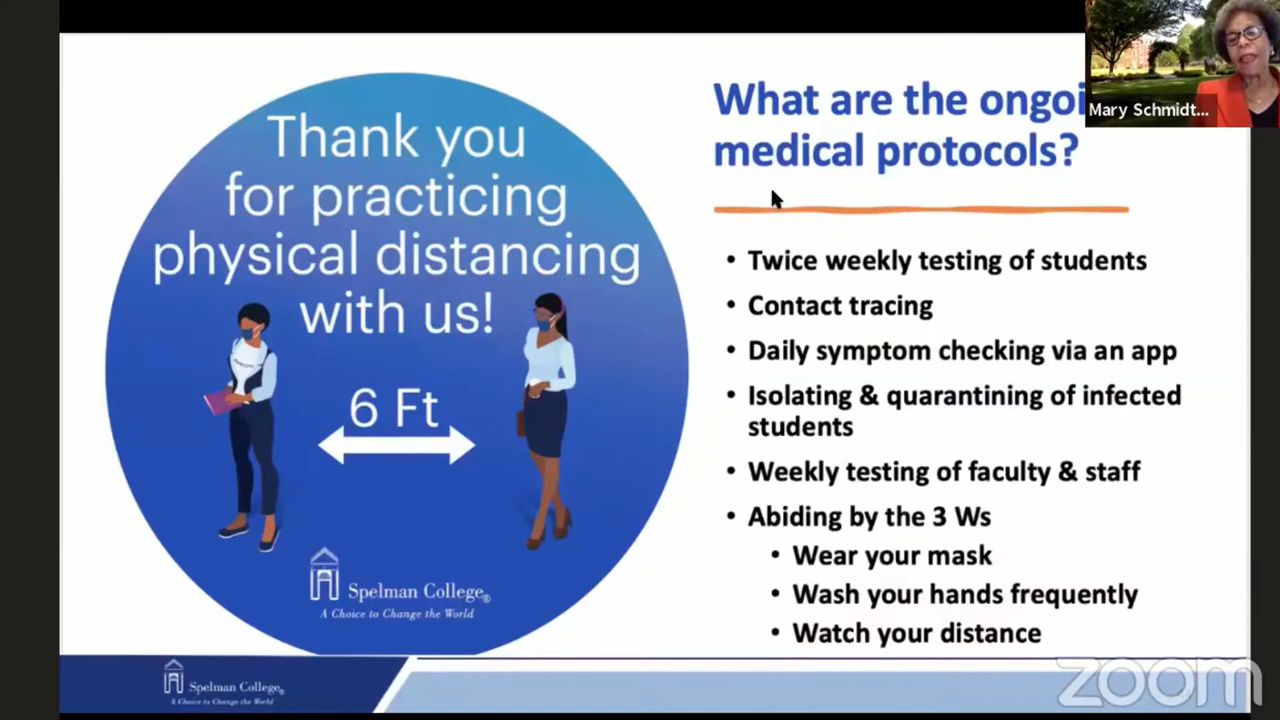 Thank you
for practicing
physical distancing
with us!
6 Ft
Spelman College®
A Choice to Change the World
What are the
medical protocols?
• Twice weekly testing of students
• Contact tracing
• Daily symptom checking via an app
• Isolating & quarantining of infected
students
• Weekly testing of faculty & staff
• Abiding by the 3 Ws
• Wear your mask
• Wash your hands frequently
• Watch your distance
Mary Schmidt...
Spelman College®
A Choice to Change the World
zoom